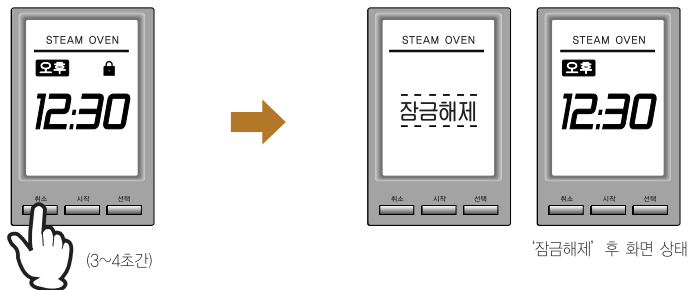 STEAM OVEN
오후
12:30
취소 시작 선택
(3~4초간)
STEAM OVEN
잠금해제
취소 시작 선택
STEAM OVEN
오후
12:30
취소 시작 선택
‘잠금해제’ 후 화면 상태